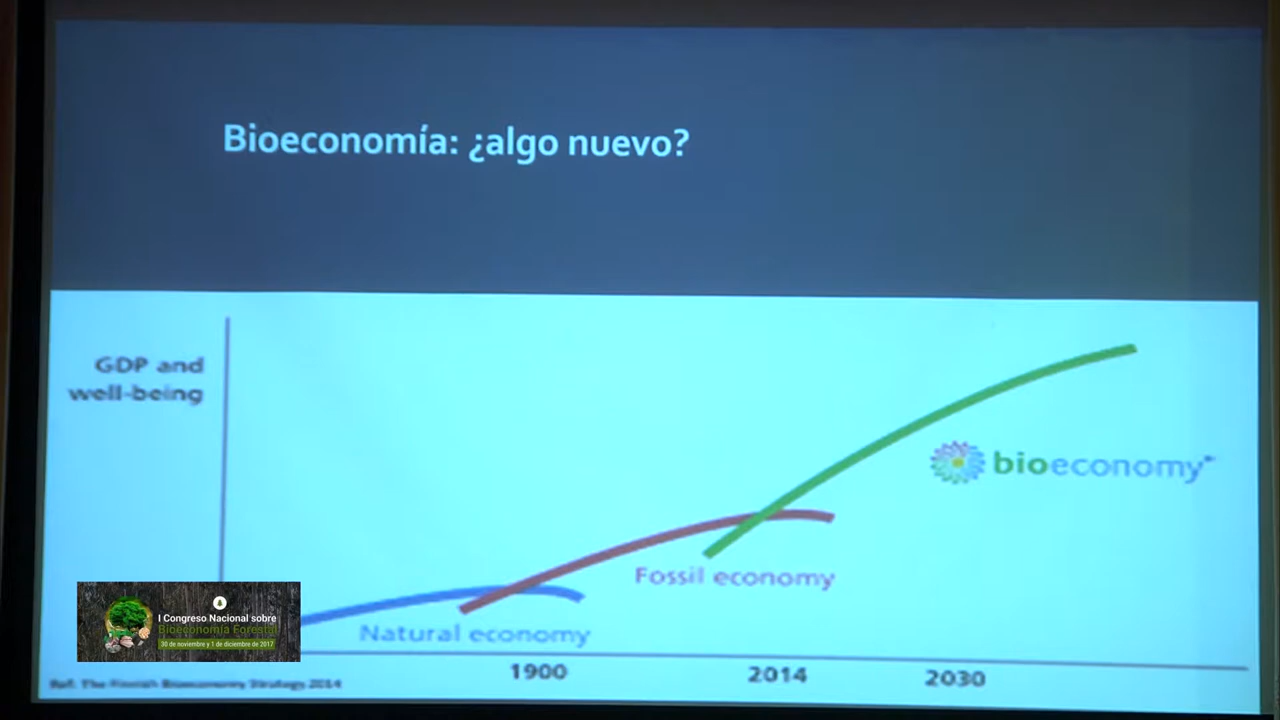 Bioeconomía: ¿algo nuevo?
GDP and
well-being
bioeconomy
Fossil economy
Natural economy
I Congreso Nacional sobre
Bioeconomía Forestal
30 de noviembre y 1 de diciembre de 2017
1900
2014
2030
Ref: The Finnish Bioeconomy Strategy 2014